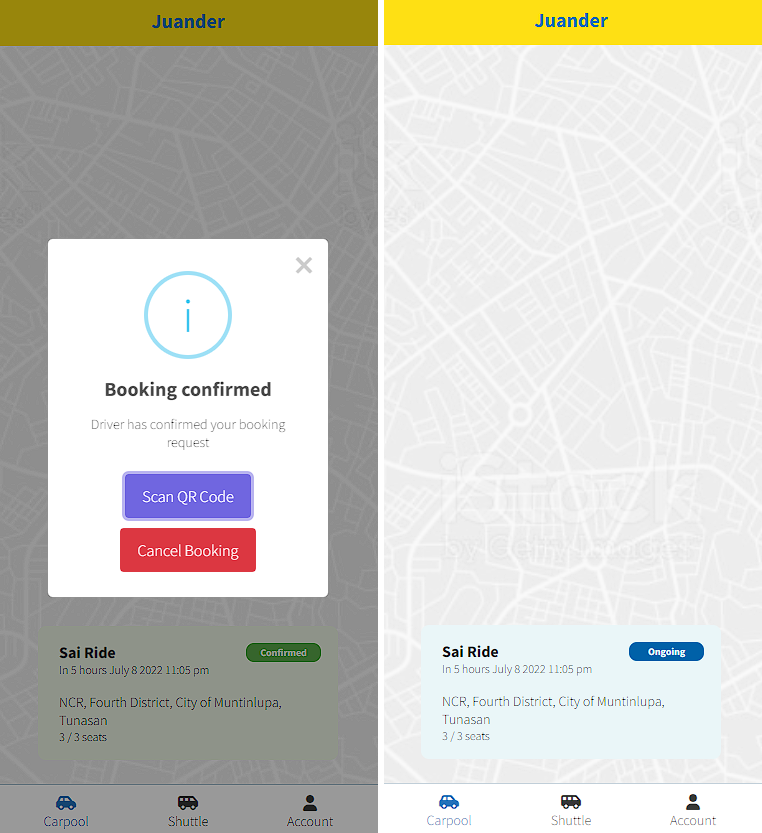 Juander
Booking confirmed
Driver has confirmed your booking
request
Scan QR Code
Cancel Booking
Sai Ride
Confirmed
In 5 hours July 8 2022 11:05 pm
NCR, Fourth District, City of Muntinlupa,
Tunasan
3 / 3 seats
Carpool
Shuttle
Account
Juander
iStock
by Getty Images
Sai Ride
Ongoing
In 5 hours July 8 2022 11:05 pm
NCR, Fourth District, City of Muntinlupa,
Tunasan
3 / 3 seats
Carpool
Shuttle
Account